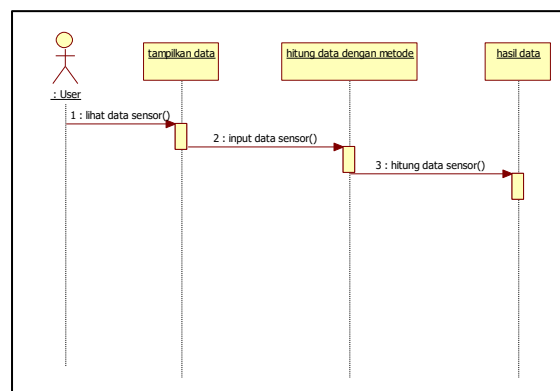 tampilkan data
hitung data dengan metode
hasil data
: User
1 : lihat data sensor()
2 : input data sensor()
3 : hitung data sensor()